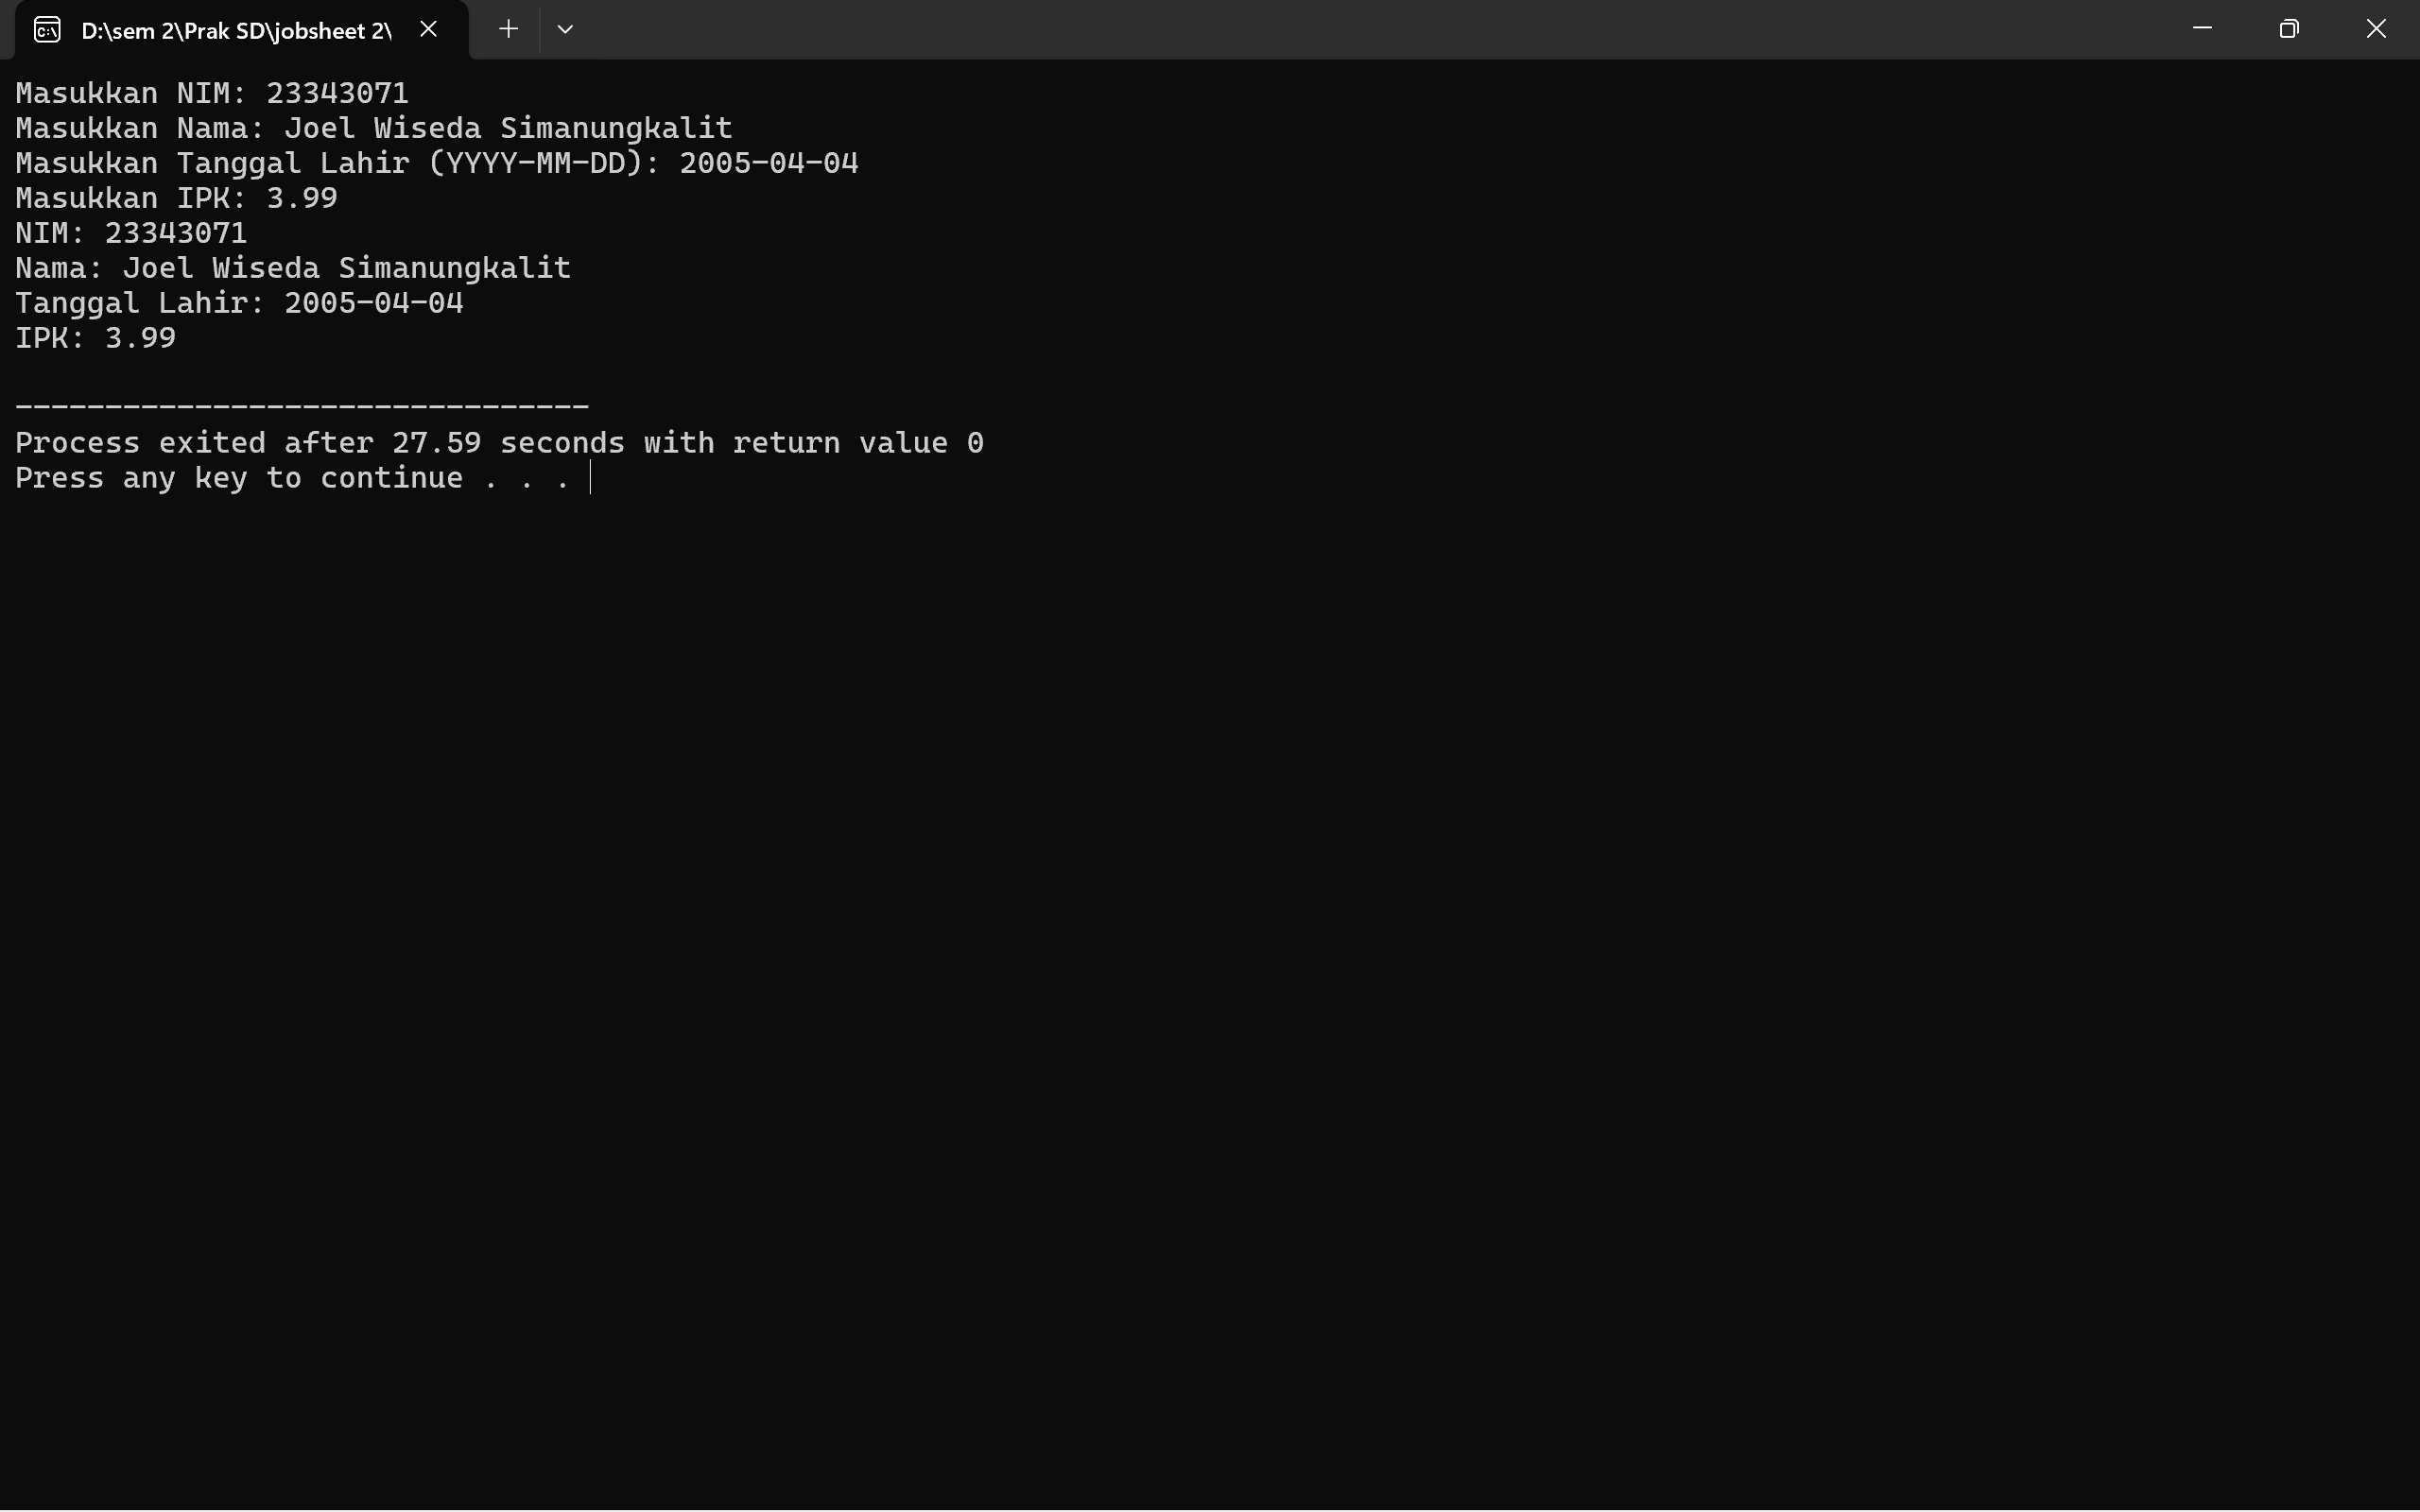 D:\sem 2\Prak SD\jobsheet 2\
Masukkan NIM: 23343071
Masukkan Nama: Joel Wiseda Simanungkalit
Masukkan Tanggal Lahir (YYYY-MM-DD): 2005-04-04
Masukkan IPK: 3.99
NIM: 23343071
Nama: Joel Wiseda Simanungkalit
Tanggal Lahir: 2005-04-04
IPK: 3.99
--------------------------------
Process exited after 27.59 seconds with return value 0
Press any key to continue . . .